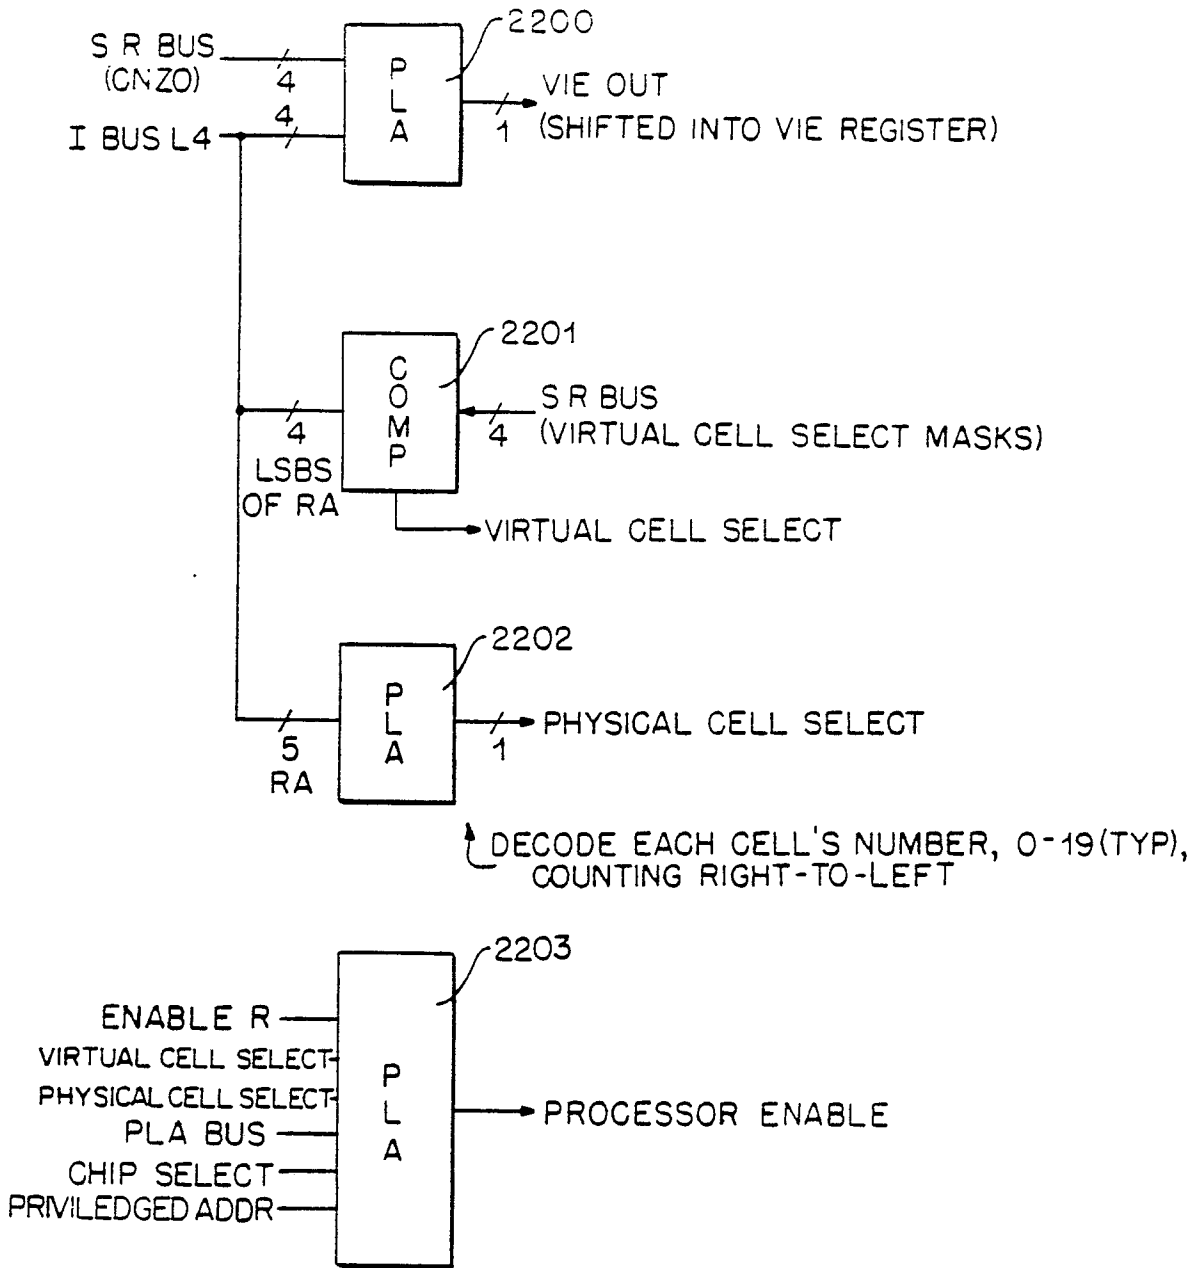 2200
S R BUS
(CNZO)
4
P
L
A
VIE OUT
1
(SHIFTED INTO VIE REGISTER)
4
I BUS L4
2201
C
O
M
P
S R BUS
4
4
(VIRTUAL CELL SELECT MASKS)
LSBS
OF RA
VIRTUAL CELL SELECT
2202
P
L
A
PHYSICAL CELL SELECT
5
1
RA
DECODE EACH CELL'S NUMBER, 0-19(TYP),
COUNTING RIGHT-TO-LEFT
2203
ENABLE R
VIRTUAL CELL SELECT
PHYSICAL CELL SELECT
PLA BUS
CHIP SELECT
PRIVILEDGED ADDR
P
L
A
PROCESSOR ENABLE